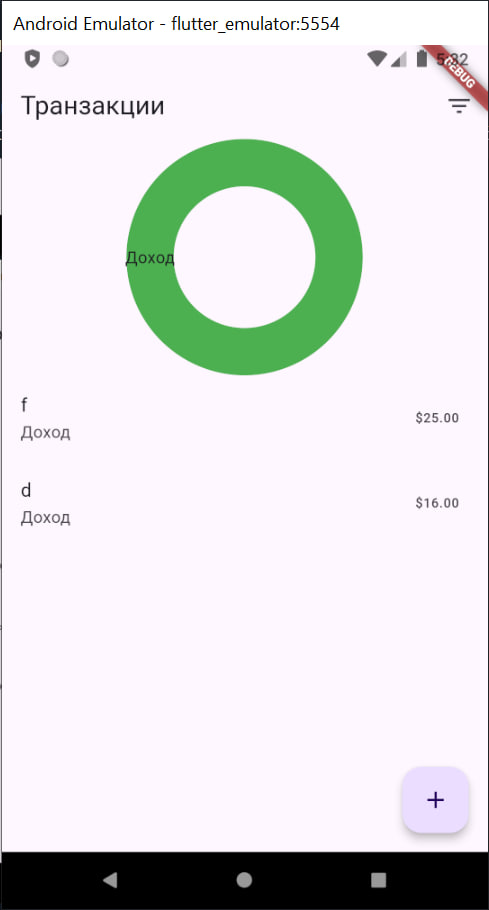 Android Emulator - flutter_emulator:5554
DEBUG
Транзакции
Доход
f
$25.00
Доход
d
$16.00
Доход